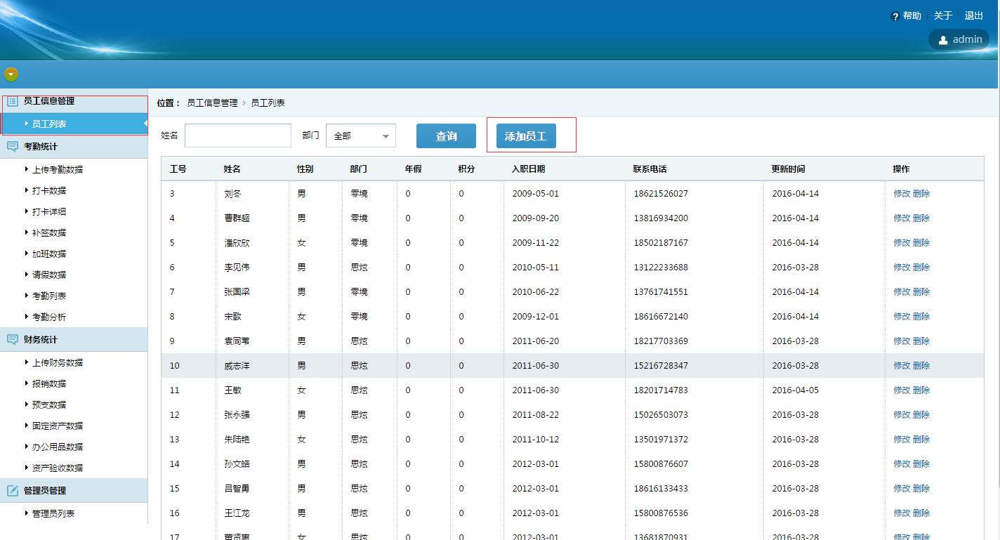 帮助 关于 退出
admin
员工信息管理
员工列表
考勤统计
上传考勤数据
打卡数据
打卡详细
补签数据
加班数据
请假数据
考勤列表
考勤分析
财务统计
上传财务数据
报销数据
预支数据
固定资产数据
办公用品数据
资产验收数据
管理员管理
管理员列表
位置： 员工信息管理 › 员工列表
姓名 部门 全部 查询 添加员工
工号 姓名 性别 部门 年假 积分 入职日期 联系电话 更新时间 操作
3 刘冬 男 零境 0 0 2009-05-01 18621526027 2016-04-14 修改 删除
4 曹群超 男 零境 0 0 2009-09-20 13816934200 2016-04-14 修改 删除
5 潘欣欣 女 零境 0 0 2009-11-22 18502187167 2016-04-14 修改 删除
6 李见伟 男 思炫 0 0 2010-05-11 13122233688 2016-03-28 修改 删除
7 张国梁 男 零境 0 0 2010-06-22 13761741551 2016-04-14 修改 删除
8 宋歌 女 零境 0 0 2009-12-01 18616672140 2016-04-14 修改 删除
9 袁同苇 男 思炫 0 0 2011-06-20 18217703369 2016-03-28 修改 删除
10 戚志洋 男 思炫 0 0 2011-06-30 15216728347 2016-03-28 修改 删除
11 王敏 女 思炫 0 0 2011-06-30 18201714783 2016-04-05 修改 删除
12 张永强 男 思炫 0 0 2011-08-22 15026503073 2016-03-28 修改 删除
13 朱陆艳 女 思炫 0 0 2011-10-12 13501971372 2016-03-28 修改 删除
14 孙文皓 男 思炫 0 0 2012-03-01 15800876607 2016-03-28 修改 删除
15 吕智勇 男 思炫 0 0 2012-03-01 18616133433 2016-03-28 修改 删除
16 王江龙 男 思炫 0 0 2012-03-01 15800876536 2016-03-28 修改 删除
17 黄贤惠 女 思炫 0 0 2012-03-01 13681870931 2016-03-28 修改 删除